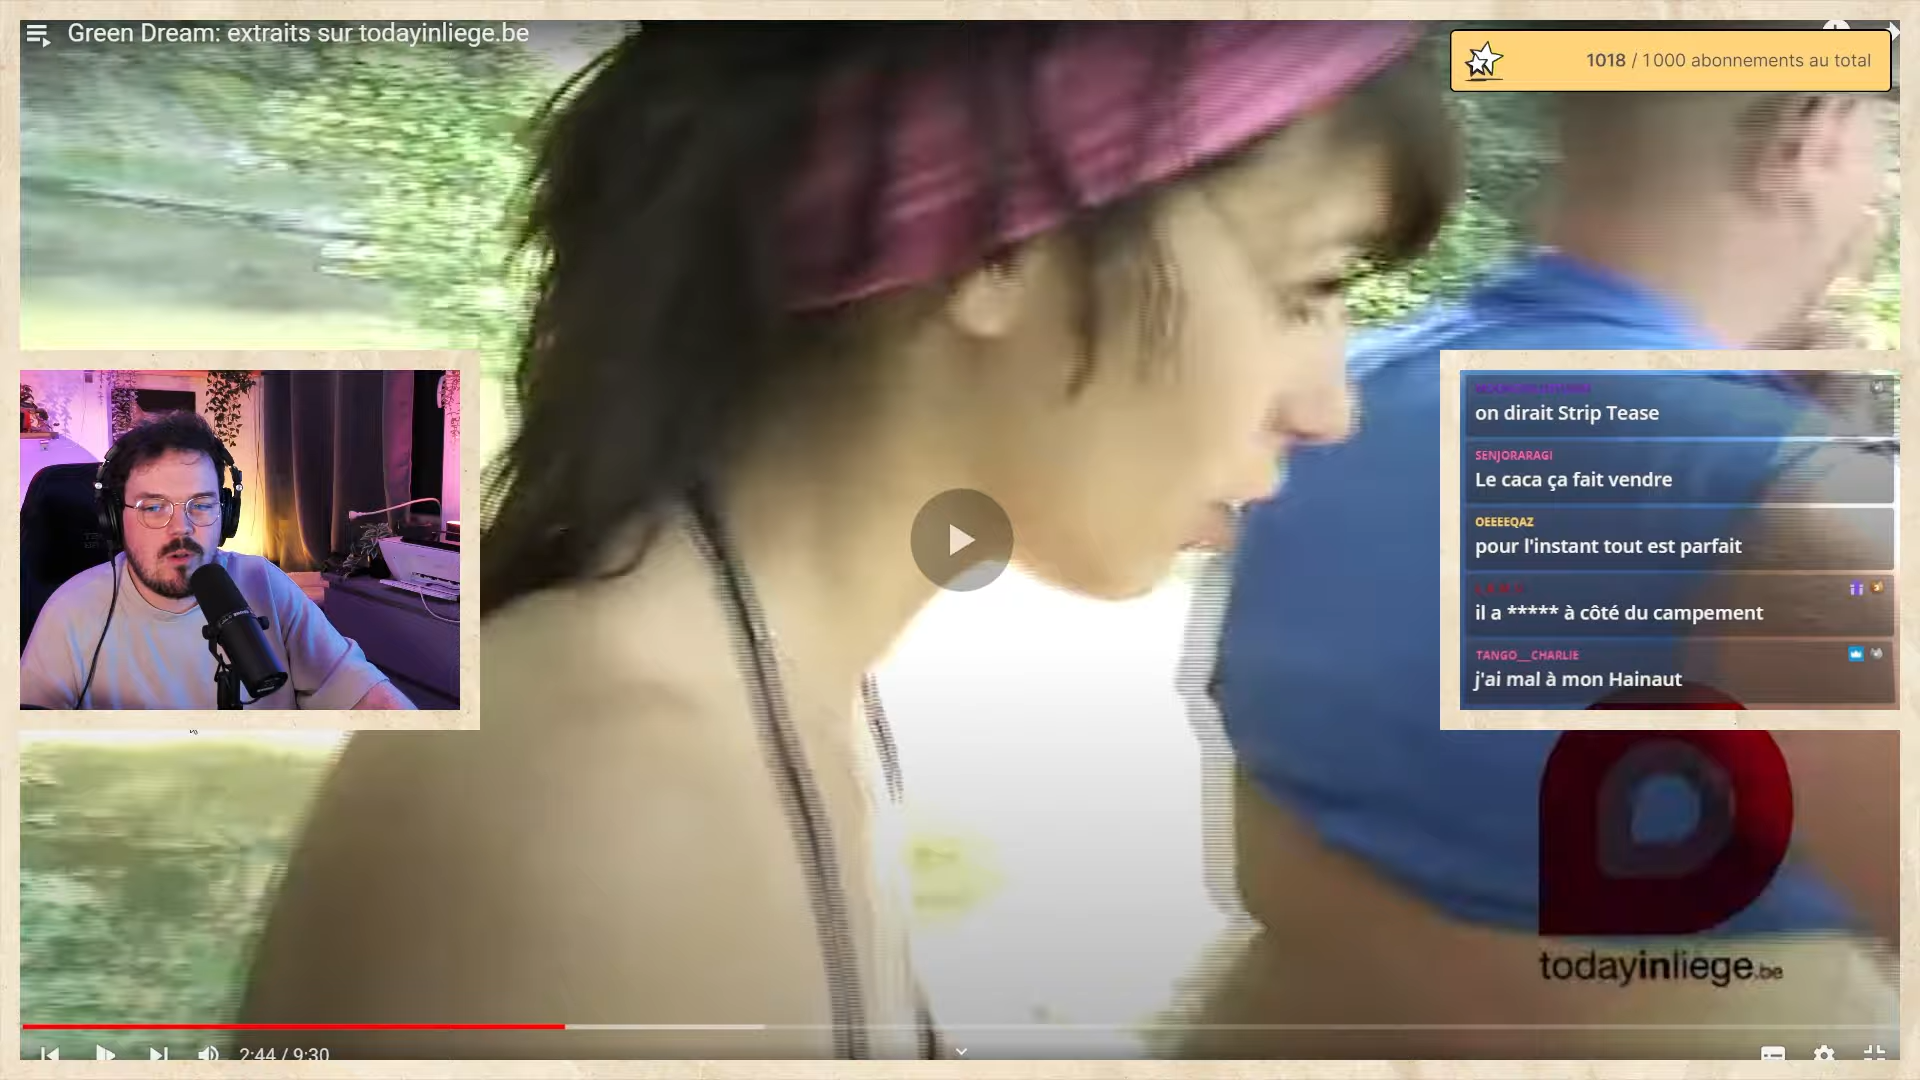 Green Dream: extraits sur todayinliege.be
1018 / 1000 abonnements au total
on dirait Strip Tease
SENJORARAGI
Le caca ça fait vendre
OEEEEQAZ
pour l'instant tout est parfait
il a ***** à côté du campement
TANGO__CHARLIE
j'ai mal à mon Hainaut
todayinliege.be
2:44 / 9:30